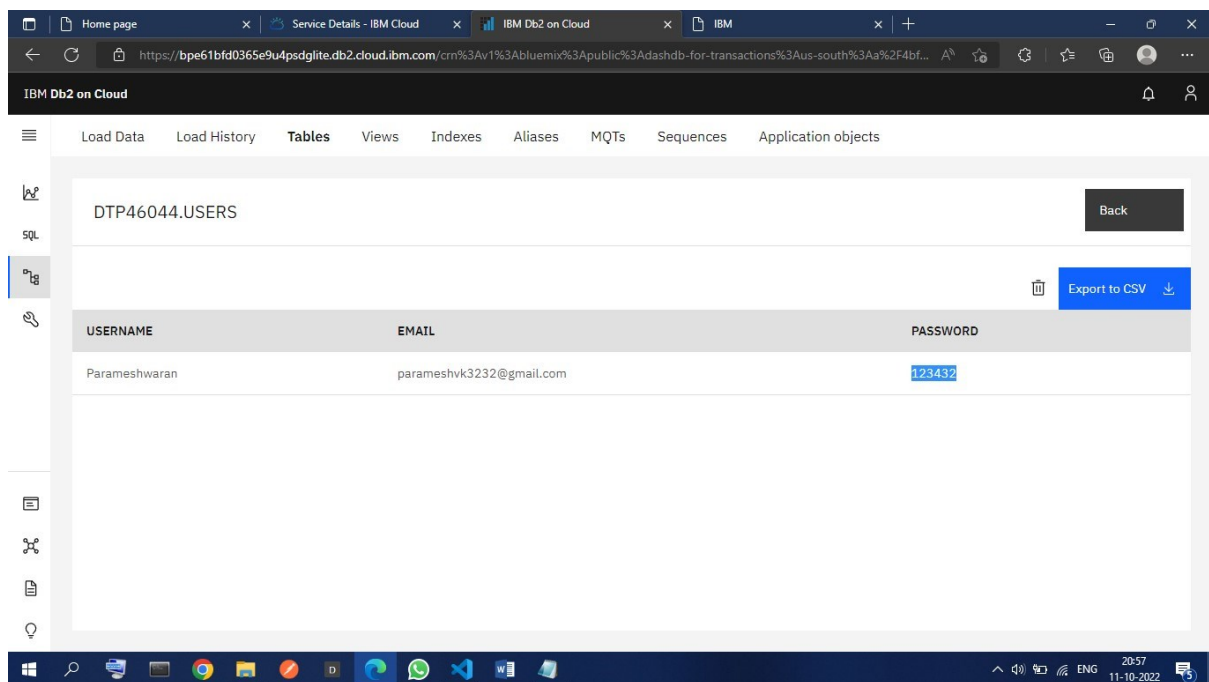 Home page
Service Details - IBM Cloud
IBM Db2 on Cloud
IBM
https://bpe61bfd0365e9u4psdglite.db2.cloud.ibm.com/crn%3Av1%3Abluemix%3Apublic%3Adashdb-for-transactions%3Aus-south%3Aa%2F4bf...
IBM Db2 on Cloud
Load Data Load History Tables Views Indexes Aliases MQTs Sequences Application objects
DTP46044.USERS
Back
SQL
Export to CSV
USERNAME EMAIL PASSWORD
Parameshwaran parameshvk3232@gmail.com 123432
ENG
20:57
11-10-2022